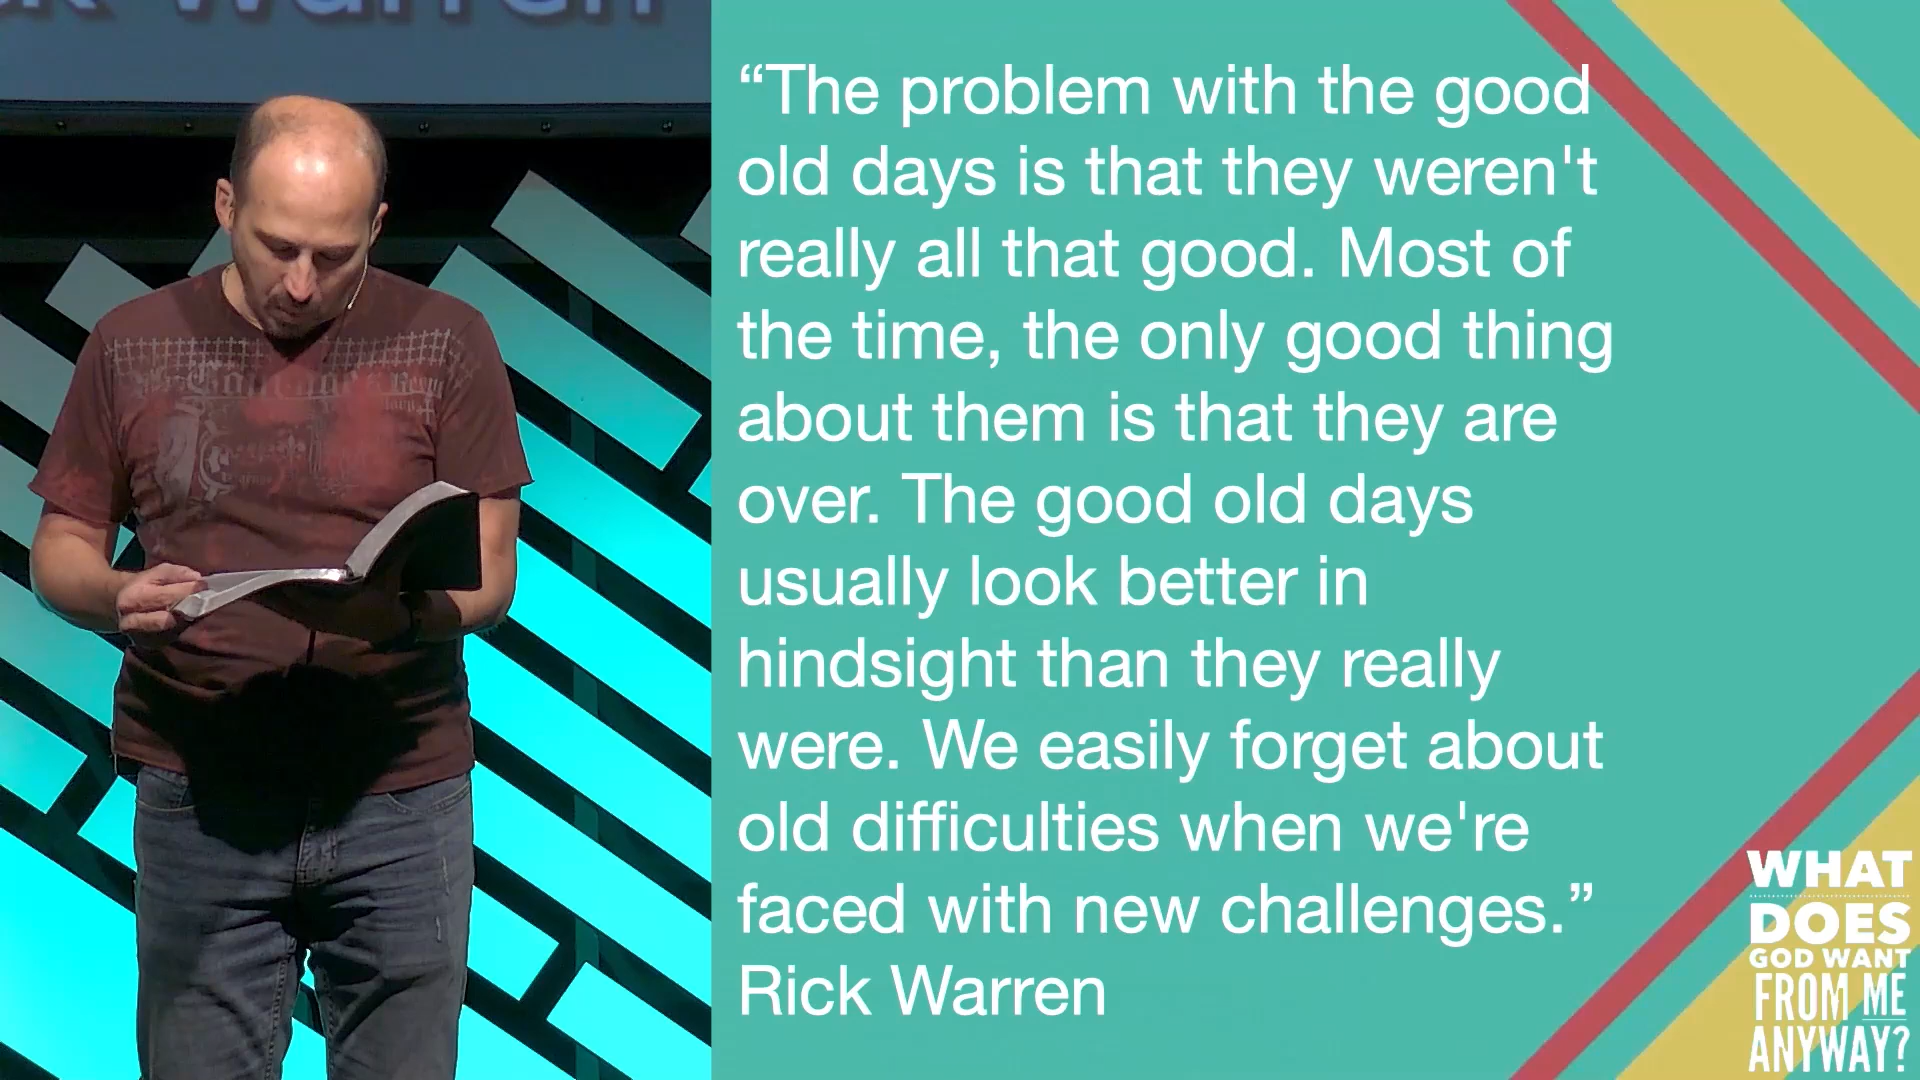 Warren
“The problem with the good
old days is that they weren't
really all that good. Most of
the time, the only good thing
about them is that they are
over. The good old days
usually look better in
hindsight than they really
were. We easily forget about
old difficulties when we're
faced with new challenges.”
Rick Warren
WHAT
DOES
GOD WANT
FROM ME
ANYWAY?